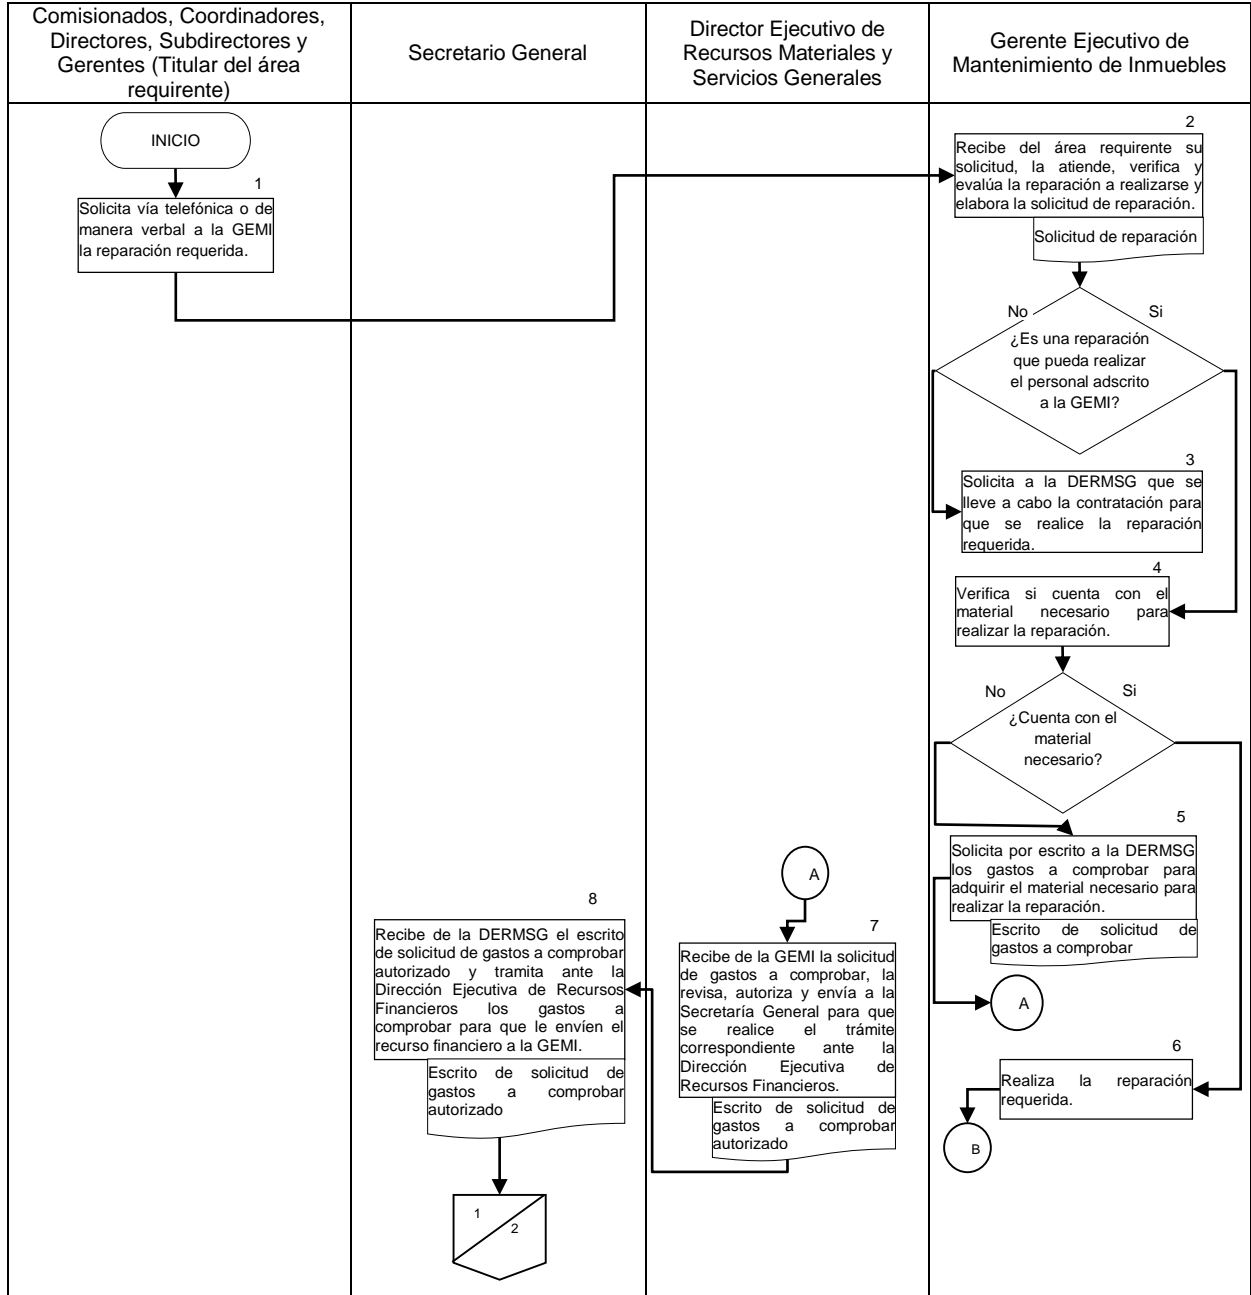 Comisionados, Coordinadores,
Directores, Subdirectores y
Gerentes (Titular del área
requirente)
Secretario General
Director Ejecutivo de
Recursos Materiales y
Servicios Generales
Gerente Ejecutivo de
Mantenimiento de Inmuebles
INICIO
1
Solicita vía telefónica o de
manera verbal a la GEMI
la reparación requerida.
2
Recibe del área requirente su
solicitud, la atiende, verifica y
evalúa la reparación a realizarse y
elabora la solicitud de reparación.
Solicitud de reparación
No
Si
¿Es una reparación
que pueda realizar
el personal adscrito
a la GEMI?
3
Solicita a la DERMSG que se
lleve a cabo la contratación para
que se realice la reparación
requerida.
4
Verifica si cuenta con el
material necesario para
realizar la reparación.
No
Si
¿Cuenta con el
material
necesario?
5
Solicita por escrito a la DERMSG
los gastos a comprobar para
adquirir el material necesario para
realizar la reparación.
Escrito de solicitud de
gastos a comprobar
A
6
Realiza la reparación
requerida.
B
A
7
Recibe de la GEMI la solicitud
de gastos a comprobar, la
revisa, autoriza y envía a la
Secretaría General para que
se realice el trámite
correspondiente ante la
Dirección Ejecutiva de
Recursos Financieros.
Escrito de solicitud de
gastos a comprobar
autorizado
8
Recibe de la DERMSG el escrito
de solicitud de gastos a comprobar
autorizado y tramita ante la
Dirección Ejecutiva de Recursos
Financieros los gastos a
comprobar para que le envíen el
recurso financiero a la GEMI.
Escrito de solicitud de
gastos a comprobar
autorizado
1
2